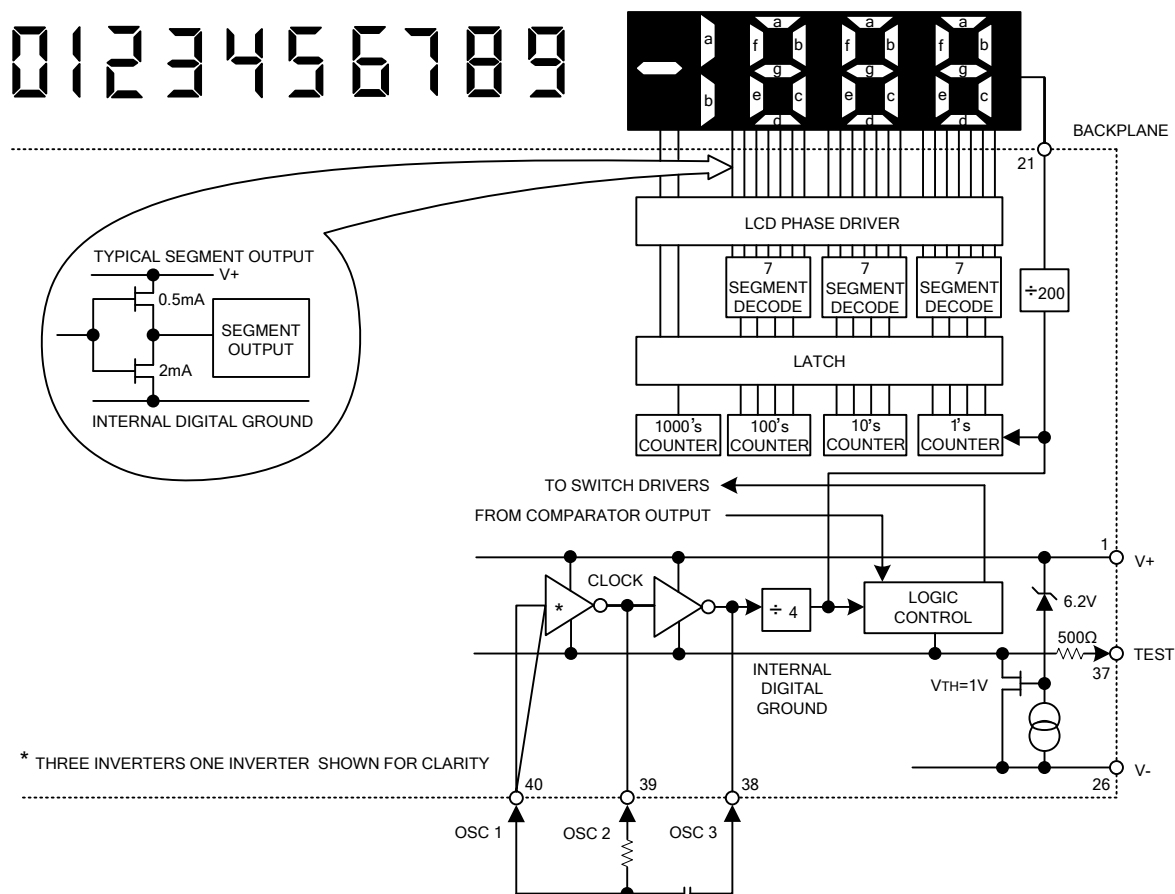 0123456789
a
a
a
a
f
b
f
b
f
b
g
g
g
b
e
c
e
c
e
c
d
d
d
BACKPLANE
21
LCD PHASE DRIVER
TYPICAL SEGMENT OUTPUT
V+
0.5mA
SEGMENT
OUTPUT
2mA
INTERNAL DIGITAL GROUND
7
SEGMENT
DECODE
7
SEGMENT
DECODE
7
SEGMENT
DECODE
÷200
LATCH
1000's
COUNTER
100's
COUNTER
10's
COUNTER
1's
COUNTER
TO SWITCH DRIVERS
FROM COMPARATOR OUTPUT
1
V+
CLOCK
*
÷ 4
LOGIC
CONTROL
6.2V
500Ω
TEST
37
INTERNAL
DIGITAL
GROUND
VTH=1V
* THREE INVERTERS ONE INVERTER SHOWN FOR CLARITY
V-
26
40
39
38
OSC 1
OSC 2
OSC 3